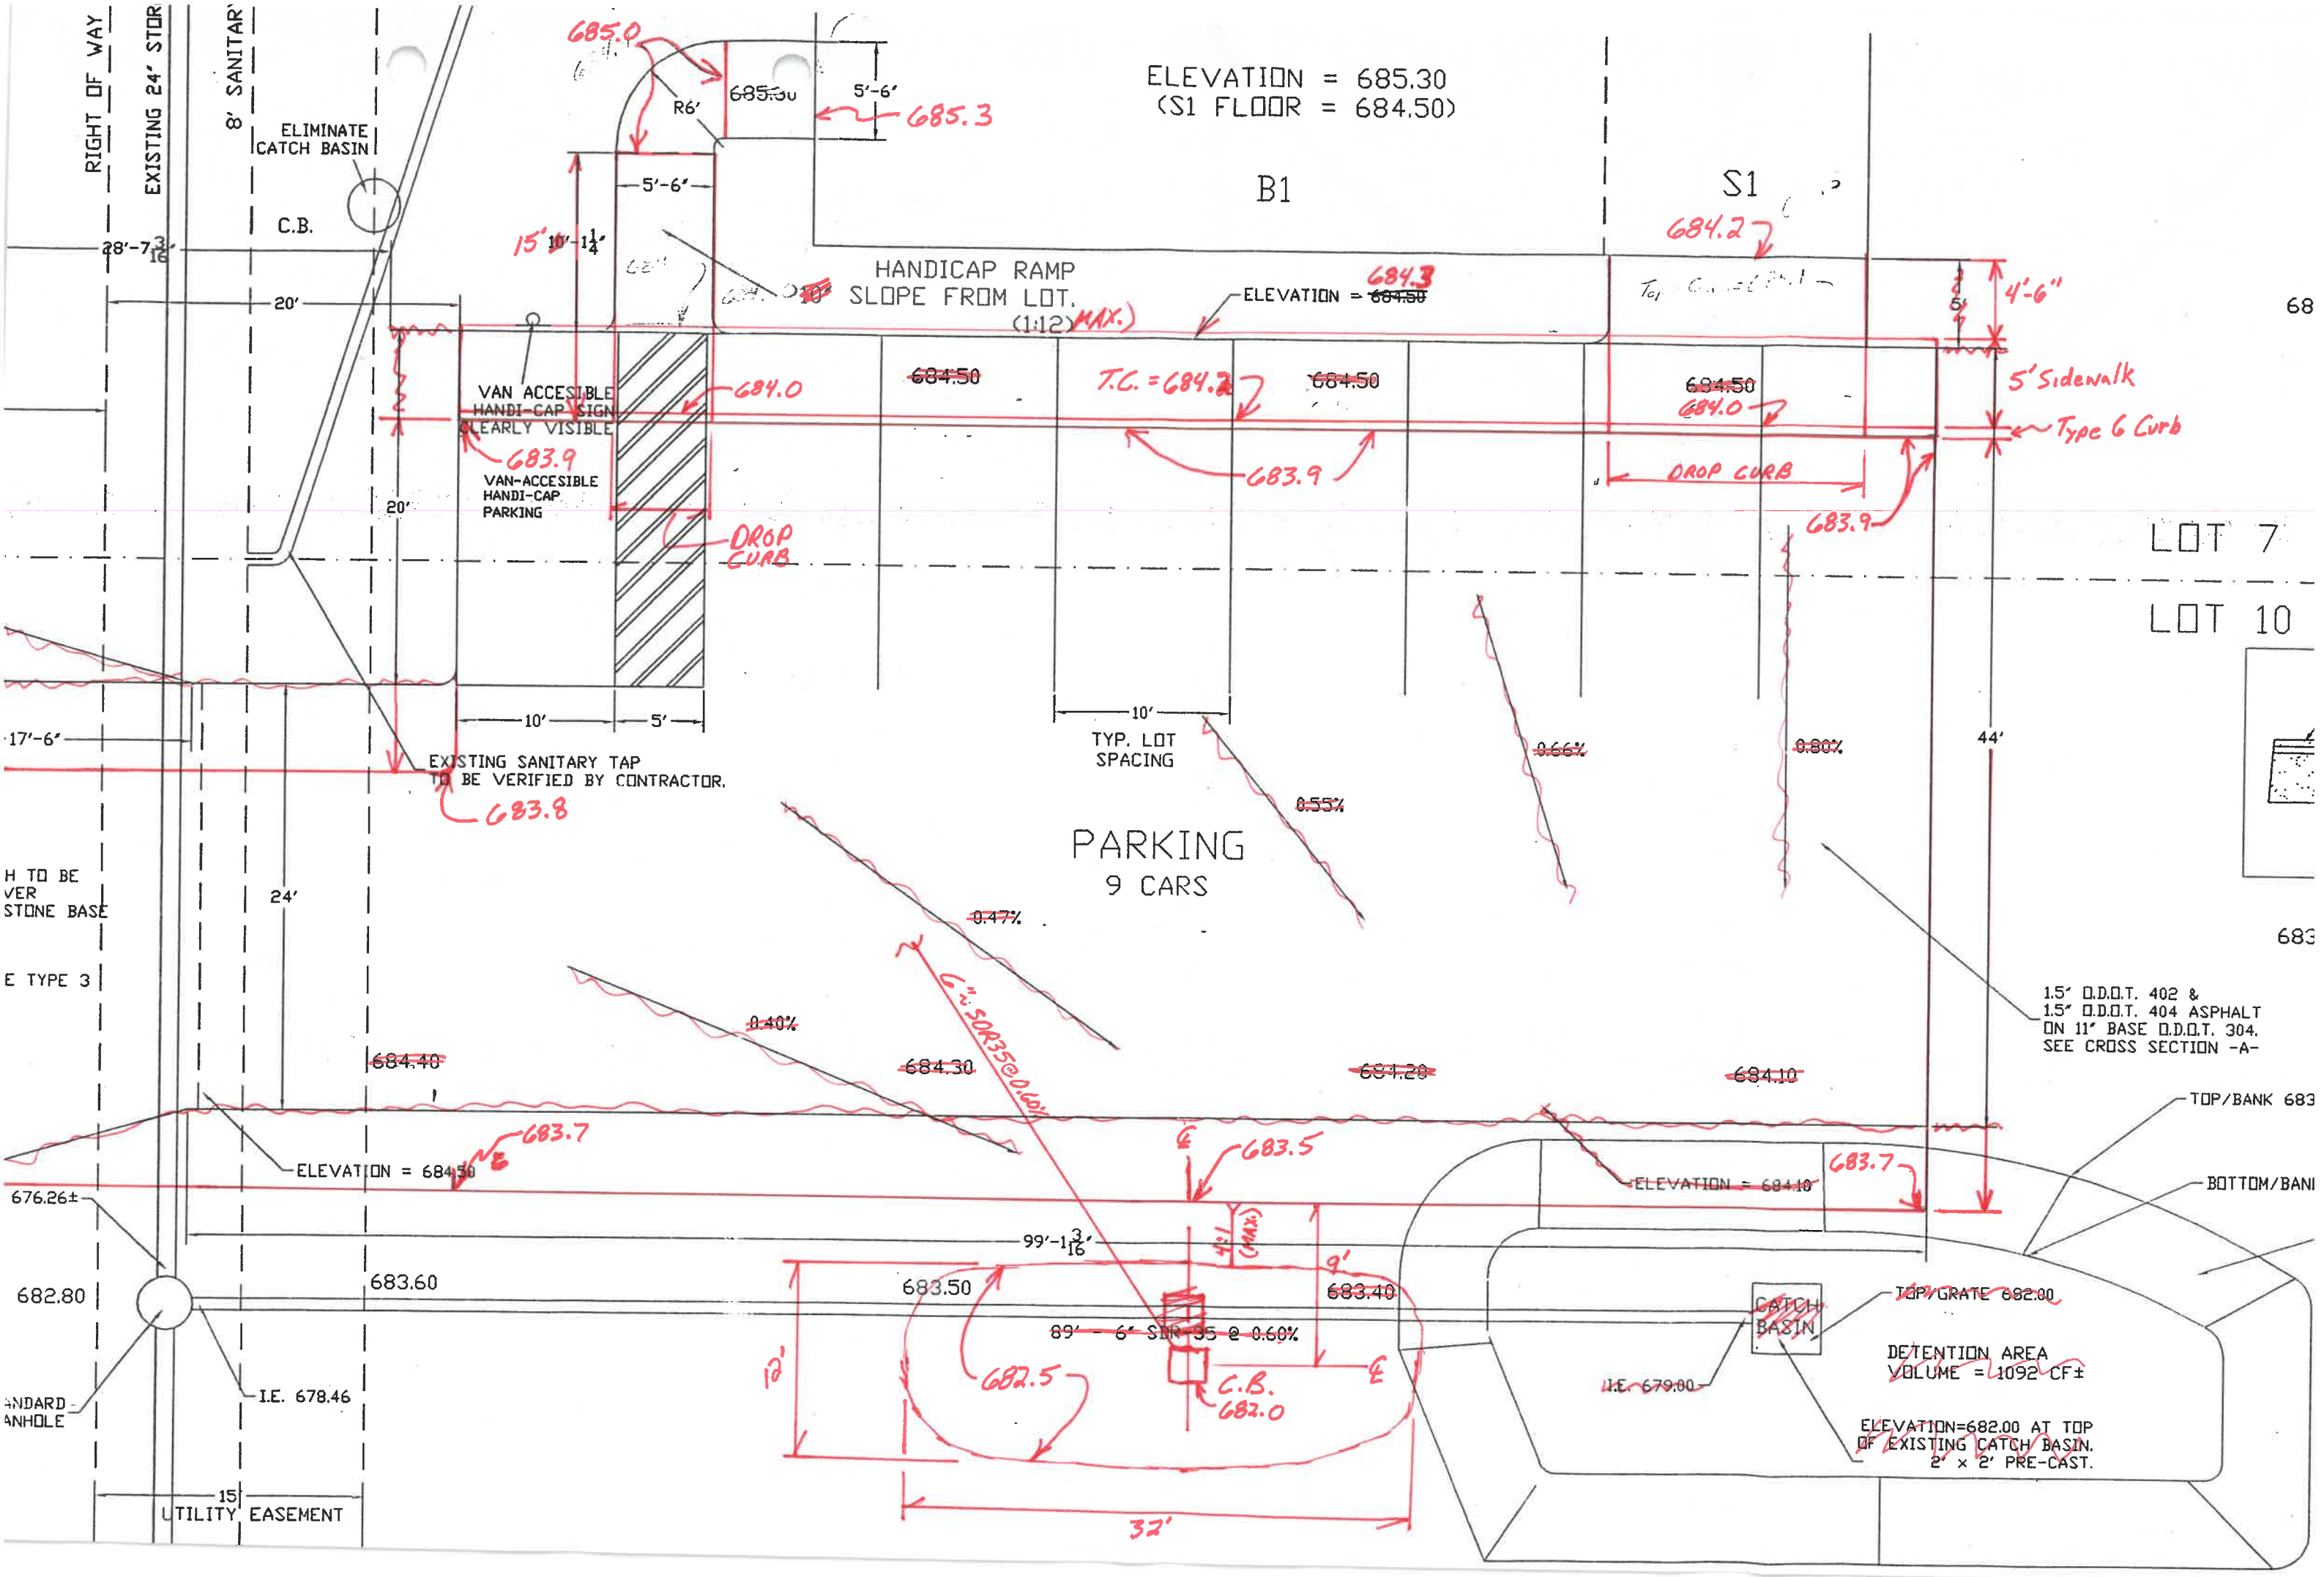 RIGHT OF WAY
EXISTING 24" STOR
8' SANITAR
ELIMINATE
CATCH BASIN
C.B.
28'-7 3/16"
20'
685.0
R6'
685.30
5'-6"
685.3
ELEVATION = 685.30
(S1 FLOOR = 684.50)
B1
S1
684.2
5'-6"
15'
10'-1 1/4"
HANDICAP RAMP
SLOPE FROM LOT.
(1:12) MAX.)
684.3
ELEVATION = 684.50
5'
4'-6"
68
VAN ACCESIBLE
HANDI-CAP SIGN
CLEARLY VISIBLE
684.0
684.50
T.C. = 684.2
684.50
684.50
684.0
5' Sidewalk
Type 6 Curb
683.9
VAN-ACCESIBLE
HANDI-CAP
PARKING
20'
683.9
DROP CURB
683.9
DROP
CURB
LOT 7
LOT 10
10'
5'
10'
TYP. LOT
SPACING
17'-6"
EXISTING SANITARY TAP
TO BE VERIFIED BY CONTRACTOR.
683.8
0.66%
0.80%
44'
0.55%
PARKING
9 CARS
H TO BE
VER
STONE BASE
24'
0.47%
683
E TYPE 3
6" SDR35@0.60%
0.40%
1.5" O.D.O.T. 402 &
1.5" O.D.O.T. 404 ASPHALT
ON 11" BASE O.D.O.T. 304.
SEE CROSS SECTION -A-
684.40
684.30
684.20
684.10
TOP/BANK 683
683.7
683.5
683.7
ELEVATION = 684.50
ELEVATION = 684.10
BOTTOM/BAN
676.26±
4:1
(MAX.)
99'-1 3/16"
9'
682.80
683.60
683.50
683.40
CATCH
BASIN
TOP/GRATE 682.00
89' - 6" SDR-35 @ 0.60%
12'
682.5
C.B.
682.0
DETENTION AREA
VOLUME = 1092 CF±
I.E. 679.00
I.E. 678.46
ANDARD
ANHOLE
ELEVATION=682.00 AT TOP
OF EXISTING CATCH BASIN.
2' x 2' PRE-CAST.
15'
UTILITY EASEMENT
32'